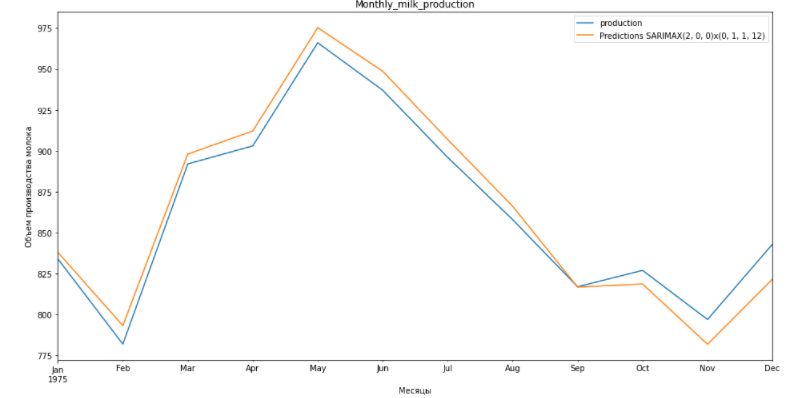 Monthly_milk_production
production
Predictions SARIMAX(2, 0, 0)x(0, 1, 1, 12)
Объем производства молока
975
950
925
900
875
850
825
800
775
Jan Feb Mar Apr May Jun Jul Aug Sep Oct Nov Dec
1975
Месяцы